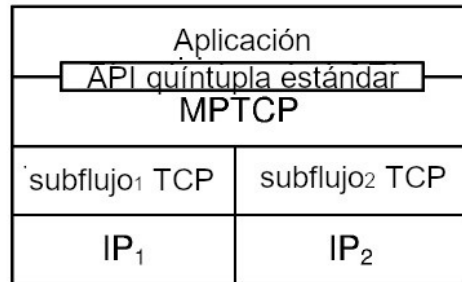 Aplicación
API quíntupla estándar
MPTCP
subflujo₁ TCP
subflujo₂ TCP
IP₁
IP₂